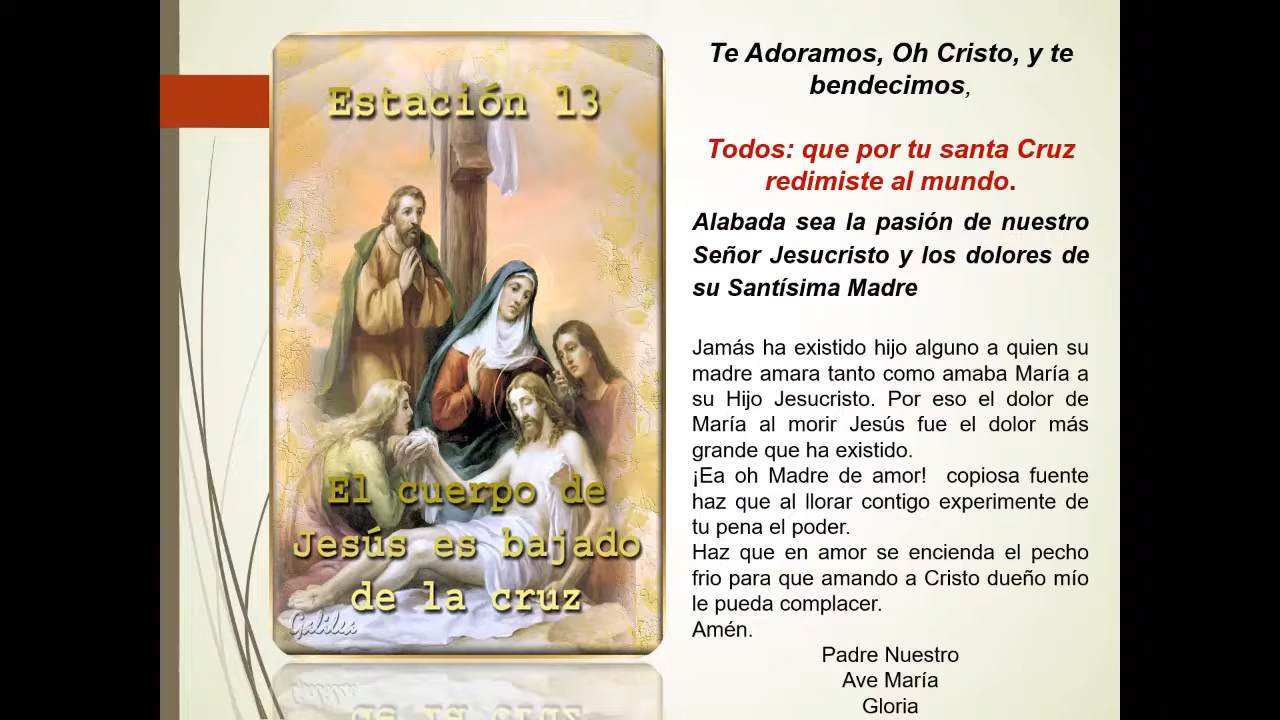 Estación 13
El cuerpo de
Jesús es bajado
de la cruz
Galilea
Te Adoramos, Oh Cristo, y te
bendecimos,
Todos: que por tu santa Cruz
redimiste al mundo.
Alabada sea la pasión de nuestro
Señor Jesucristo y los dolores de
su Santísima Madre
Jamás ha existido hijo alguno a quien su
madre amara tanto como amaba María a
su Hijo Jesucristo. Por eso el dolor de
María al morir Jesús fue el dolor más
grande que ha existido.
¡Ea oh Madre de amor!  copiosa fuente
haz que al llorar contigo experimente de
tu pena el poder.
Haz que en amor se encienda el pecho
frio para que amando a Cristo dueño mío
le pueda complacer.
Amén.
Padre Nuestro
Ave María
Gloria